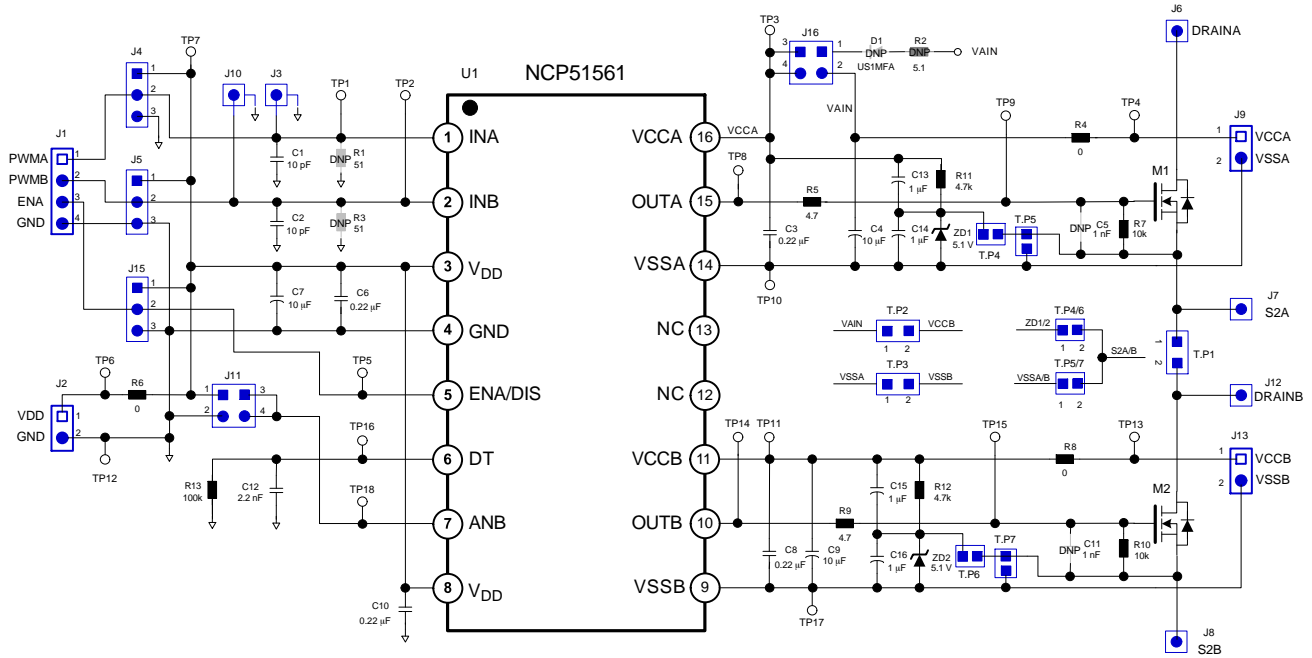 J6
DRAINA
TP3
J16
3
1
4
2
D1
DNP
US1MFA
R2
DNP
5.1
VAIN
VAIN
J4
1
2
3
TP7
J10
J3
TP1
TP2
U1
NCP51561
TP9
R4
0
TP4
J9
1
VCCA
2
VSSA
J1
PWMA
1
PWMB
2
ENA
3
GND
4
J5
1
2
3
C1
10 pF
DNP
R1
51
1
INA
VCCA
16
VCCA
TP8
R5
4.7
C13
1 µF
R11
4.7k
M1
C2
10 pF
DNP
R3
51
2
INB
OUTA
15
C3
0.22 µF
C4
10 µF
C14
1 µF
ZD1
5.1 V
T.P4
T.P5
DNP
C5
1 nF
R7
10k
J15
1
2
3
C7
10 µF
C6
0.22 µF
3
VDD
VSSA
14
TP10
4
GND
NC
13
J7
S2A
T.P2
VAIN
VCCB
1 2
T.P4/6
ZD1/2
1 2
S2A/B
T.P3
VSSA
VSSB
1 2
T.P5/7
VSSA/B
1 2
1
2
T.P1
J12
DRAINB
TP6
J2
VDD
1
GND
2
R6
0
TP12
J11
1
3
2
4
TP5
5
ENA/DIS
NC
12
TP16
6
DT
VCCB
11
TP14
TP11
TP15
R8
0
TP13
J13
1
VCCB
2
VSSB
R13
100k
C12
2.2 nF
TP18
7
ANB
OUTB
10
R9
4.7
C15
1 µF
R12
4.7k
M2
C8
0.22 µF
C9
10 µF
C16
1 µF
ZD2
5.1 V
T.P6
T.P7
DNP
C11
1 nF
R10
10k
8
VDD
VSSB
9
C10
0.22 µF
TP17
J8
S2B